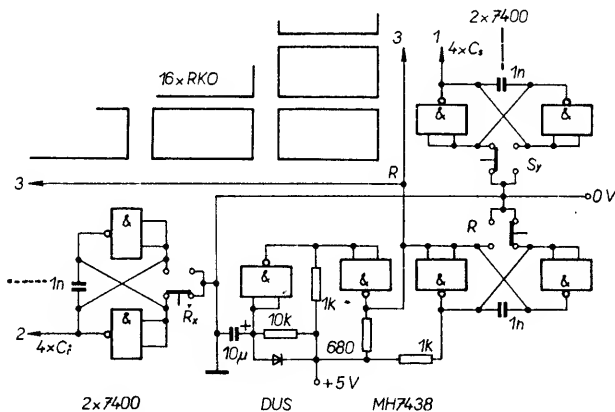 2×7400
3
1
4×Cₛ
1n
16×RKO
&
&
Sy
3
R
0V
R
&
1n
&
Rx
2
4×Cᵢ
&
&
&
&
1k
10k
10μ
+
680
1k
1n
+5V
2×7400
DUS
MH7438